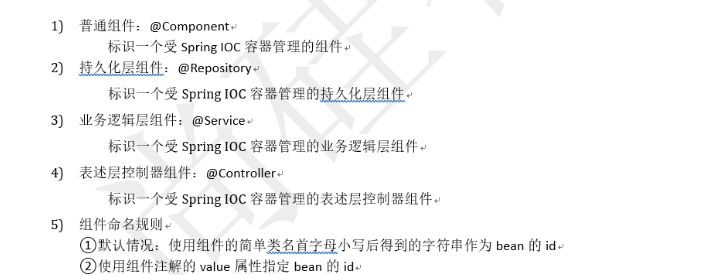 1) 普通组件：@Component
标识一个受 Spring IOC 容器管理的组件
2) 持久化层组件：@Repository
标识一个受 Spring IOC 容器管理的持久化层组件
3) 业务逻辑层组件：@Service
标识一个受 Spring IOC 容器管理的业务逻辑层组件
4) 表述层控制器组件：@Controller
标识一个受 Spring IOC 容器管理的表述层控制器组件
5) 组件命名规则
①默认情况：使用组件的简单类名首字母小写后得到的字符串作为 bean 的 id
②使用组件注解的 value 属性指定 bean 的 id